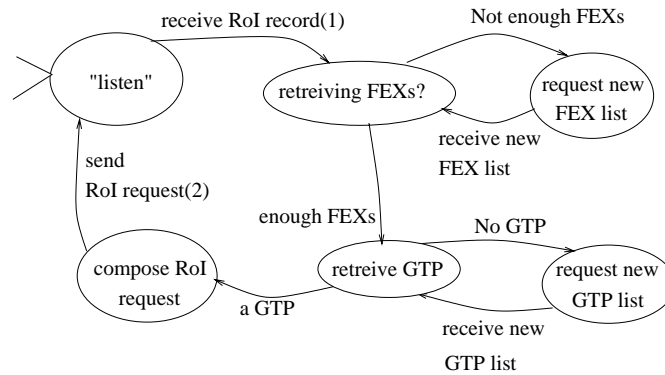 receive RoI record(1)
Not enough FEXs
"listen"
retreiving FEXs?
request new
FEX list
receive new
FEX list
send
RoI request(2)
enough FEXs
No GTP
compose RoI
request
retreive GTP
request new
GTP list
a GTP
receive new
GTP list